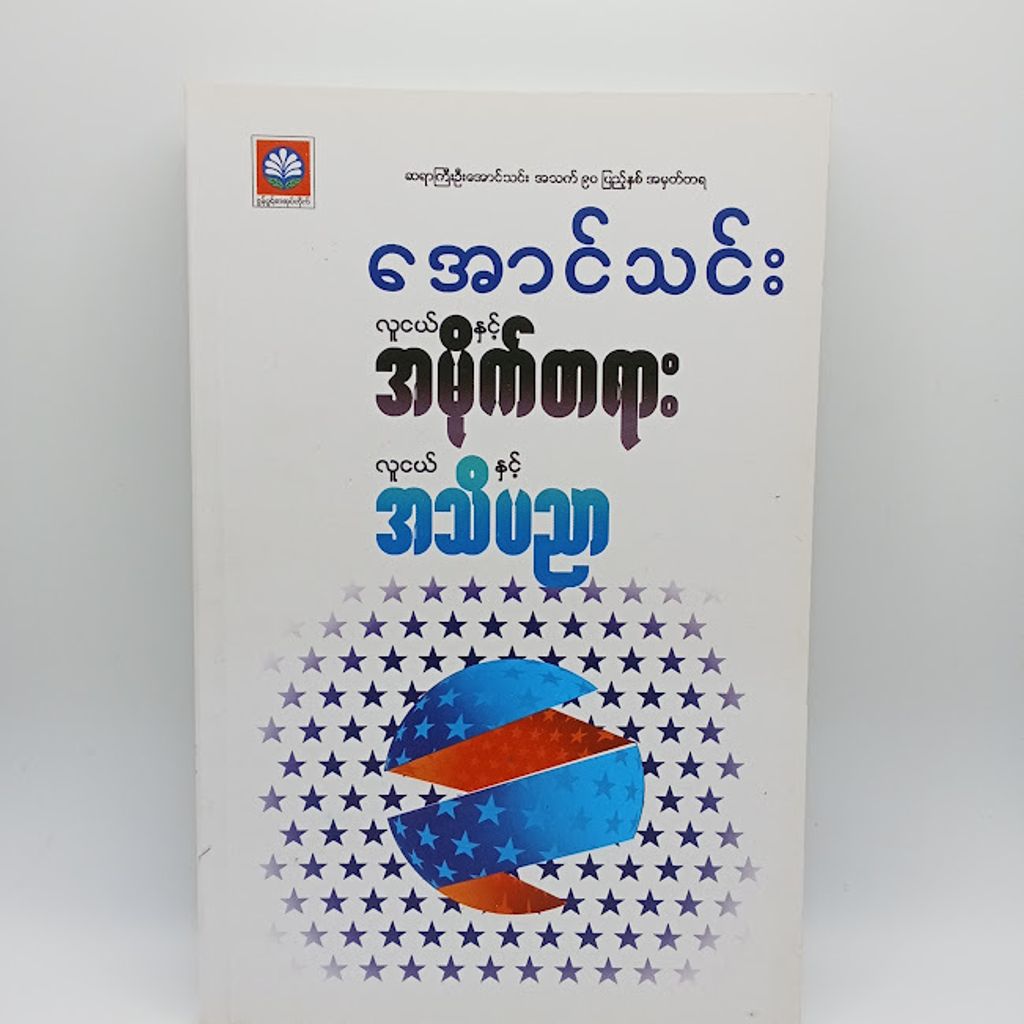 ဆရာကြီးဦးအောင်သင်း အသက် ၉၀ ပြည့်နှစ် အမှတ်တရ
အောင်သင်း
လူငယ် နှင့်
အမိုက်တရား
လူငယ် နှင့်
အသိပညာ